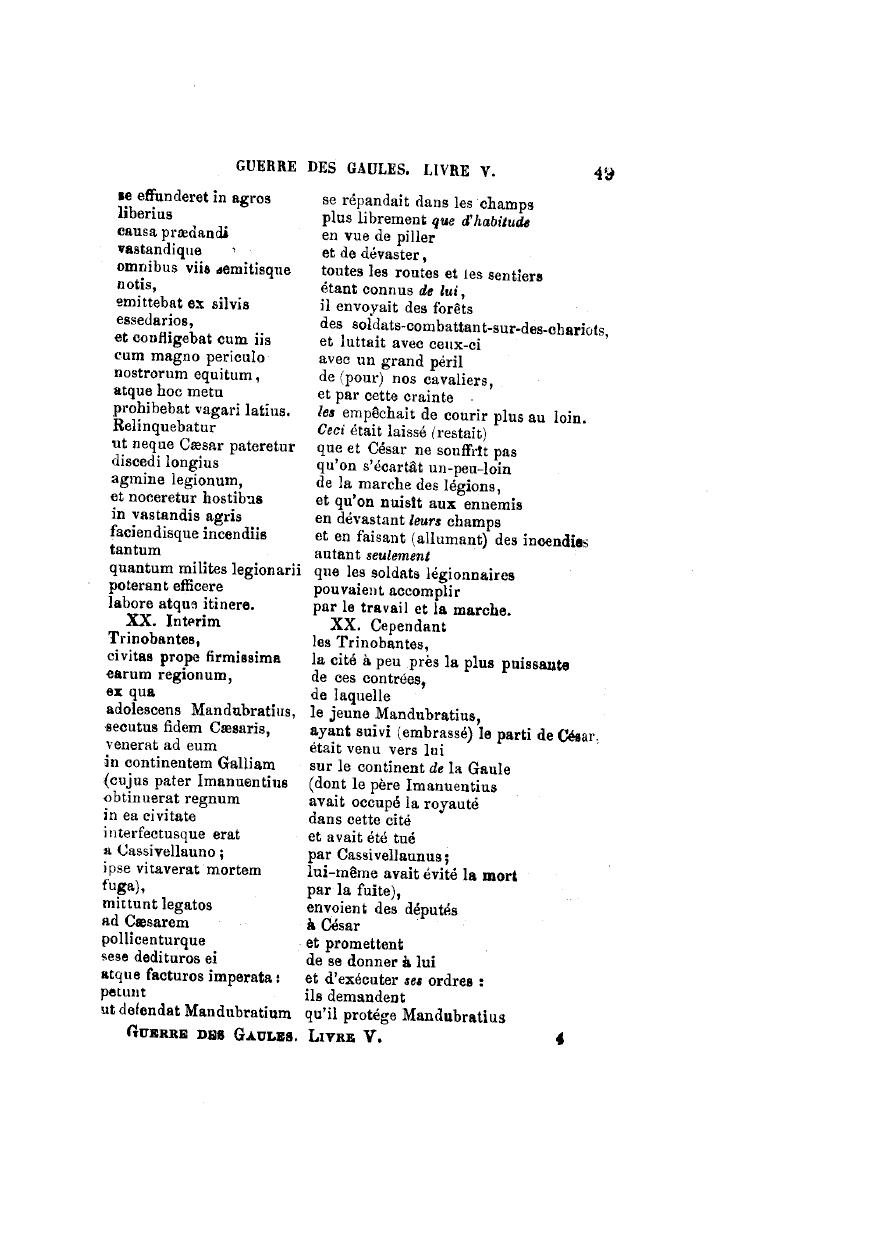 GUERRE DES GAULES. LIVRE V. 49
se effunderet in agros se répandait dans les champs
liberius plus librement que d'habitude
causa prædandi en vue de piller
vastandique et de dévaster,
omnibus viis semitisque toutes les routes et les sentiers
notis, étant connus de lui,
emittebat ex silvis il envoyait des forêts
essedarios, des soldats-combattant-sur-des-chariots,
et confligebat cum iis et luttait avec ceux-ci
cum magno periculo avec un grand péril
nostrorum equitum, de (pour) nos cavaliers,
atque hoc metu et par cette crainte
prohibebat vagari latius. les empêchait de courir plus au loin.
Relinquebatur Ceci était laissé (restait)
ut neque Cæsar pateretur que et César ne souffrît pas
discedi longius qu'on s'écartât un-peu-loin
agmine legionum, de la marche des légions,
et noceretur hostibus et qu'on nuisît aux ennemis
in vastandis agris en dévastant leurs champs
faciendisque incendiis et en faisant (allumant) des incendies
tantum autant seulement
quantum milites legionarii que les soldats légionnaires
poterant efficere pouvaient accomplir
labore atque itinere. par le travail et la marche.
XX. Interim XX. Cependant
Trinobantes, les Trinobantes,
civitas prope firmissima la cité à peu près la plus puissante
earum regionum, de ces contrées,
ex qua de laquelle
adolescens Mandubratius, le jeune Mandubratius,
secutus fidem Cæsaris, ayant suivi (embrassé) le parti de César,
venerat ad eum était venu vers lui
in continentem Galliam sur le continent de la Gaule
(cujus pater Imanuentius (dont le père Imanuentius
obtinuerat regnum avait occupé la royauté
in ea civitate dans cette cité
interfectusque erat et avait été tué
a Cassivellauno ; par Cassivellaunus ;
ipse vitaverat mortem lui-même avait évité la mort
fuga), par la fuite),
mittunt legatos envoient des députés
ad Cæsarem à César
pollicenturque et promettent
sese dedituros ei de se donner à lui
atque facturos imperata : et d'exécuter ses ordres :
petunt ils demandent
ut defendat Mandubratium qu'il protége Mandubratius
GUERRE DES GAULES. LIVRE V. 4